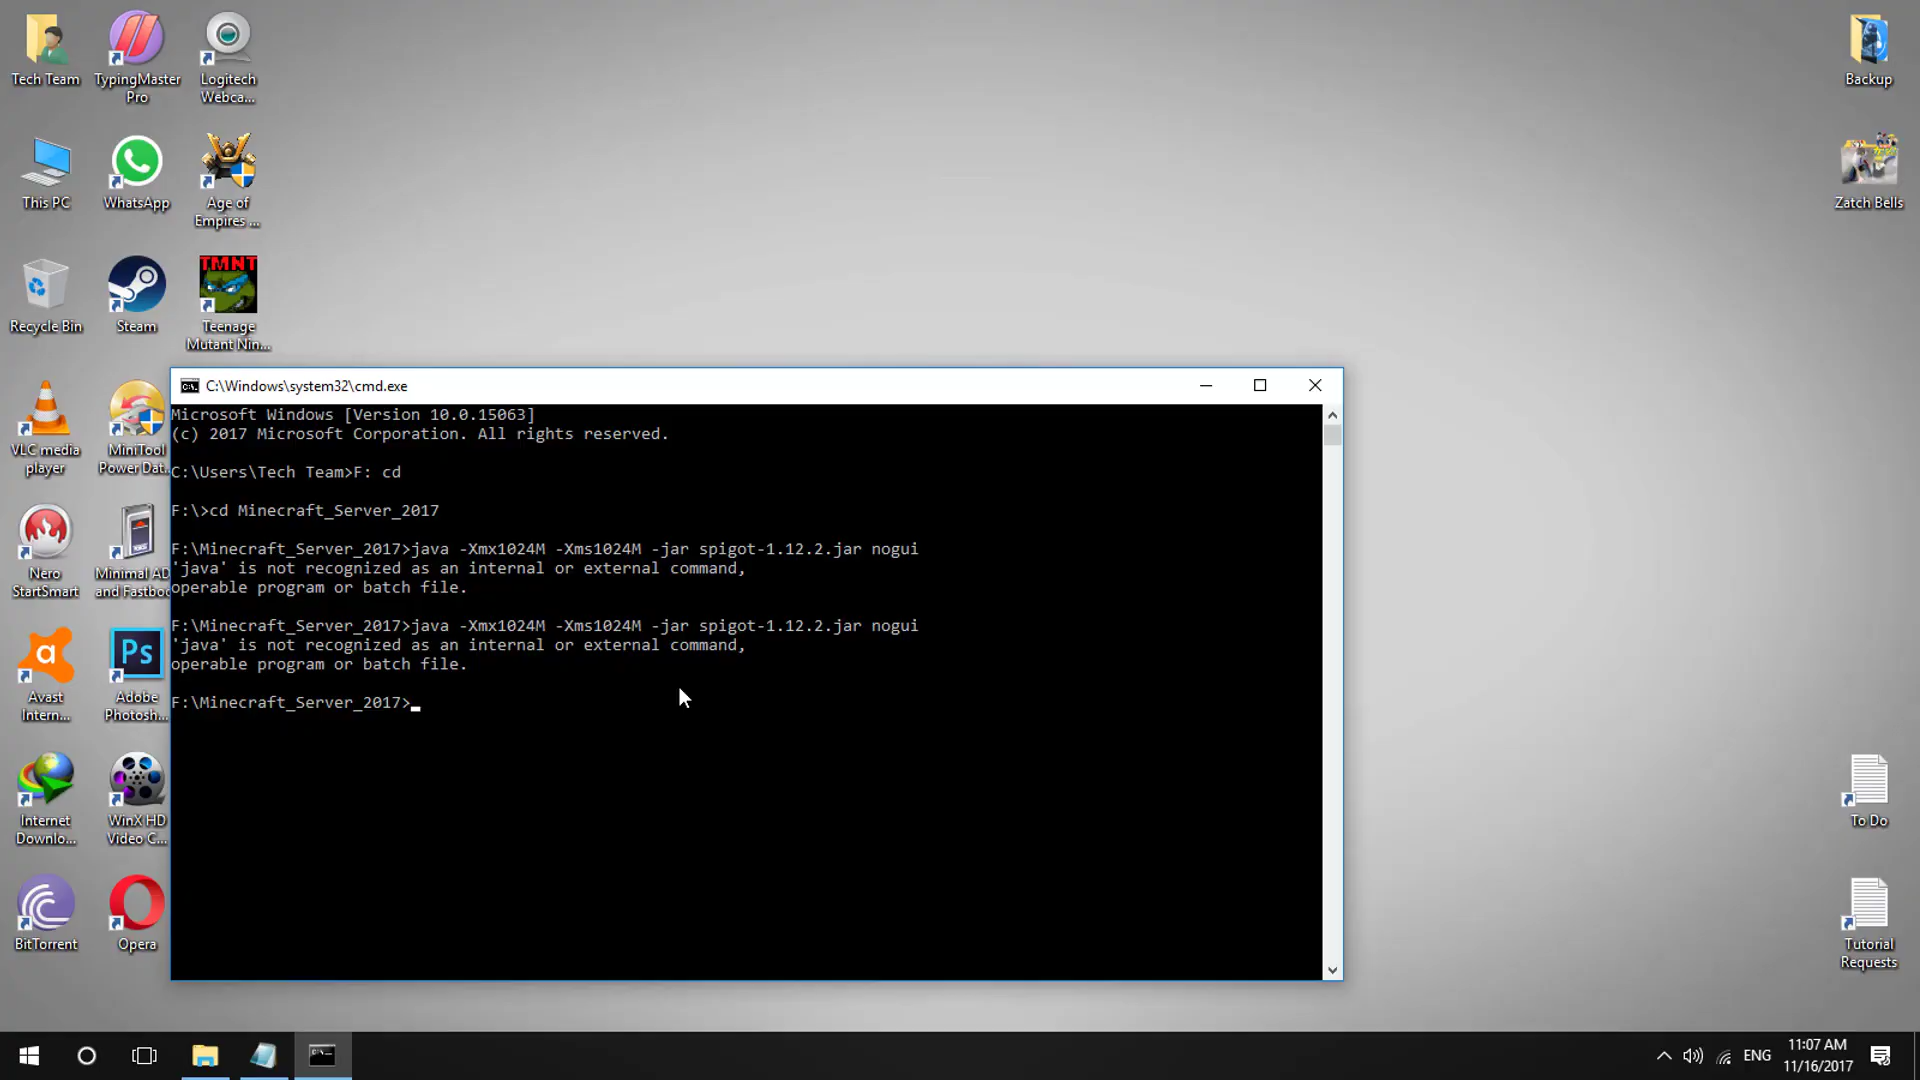 Tech Team
TypingMaster
Pro
Logitech
Webca...
This PC
WhatsApp
Age of
Empires ...
Recycle Bin
Steam
TMNT
Teenage
Mutant Nin...
VLC media
player
MiniTool
Power Dat...
Nero
StartSmart
Minimal AD
and Fastboo
Avast
Intern...
Ps
Adobe
Photosh...
Internet
Downlo...
WinX HD
Video C...
BitTorrent
Opera
Backup
Zatch Bells
To Do
Tutorial
Requests
C:\Windows\system32\cmd.exe
Microsoft Windows [Version 10.0.15063]
(c) 2017 Microsoft Corporation. All rights reserved.
C:\Users\Tech Team>F: cd
F:\>cd Minecraft_Server_2017
F:\Minecraft_Server_2017>java -Xmx1024M -Xms1024M -jar spigot-1.12.2.jar nogui
'java' is not recognized as an internal or external command,
operable program or batch file.
F:\Minecraft_Server_2017>java -Xmx1024M -Xms1024M -jar spigot-1.12.2.jar nogui
'java' is not recognized as an internal or external command,
operable program or batch file.
F:\Minecraft_Server_2017>
ENG
11:07 AM
11/16/2017